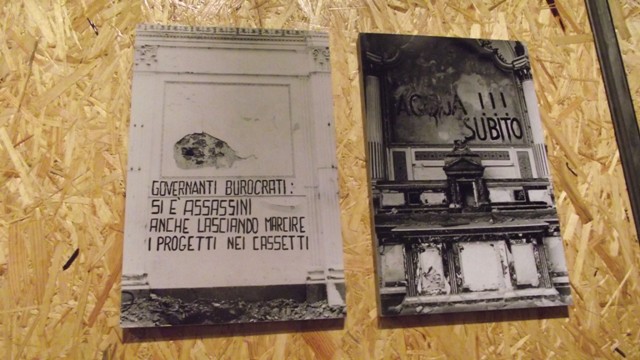 GOVERNANTI BUROCRATI:
SI E' ASSASSINI
ANCHE LASCIANDO MARCIRE
I PROGETTI NEI CASSETTI
ACQUA !!!
SUBITO